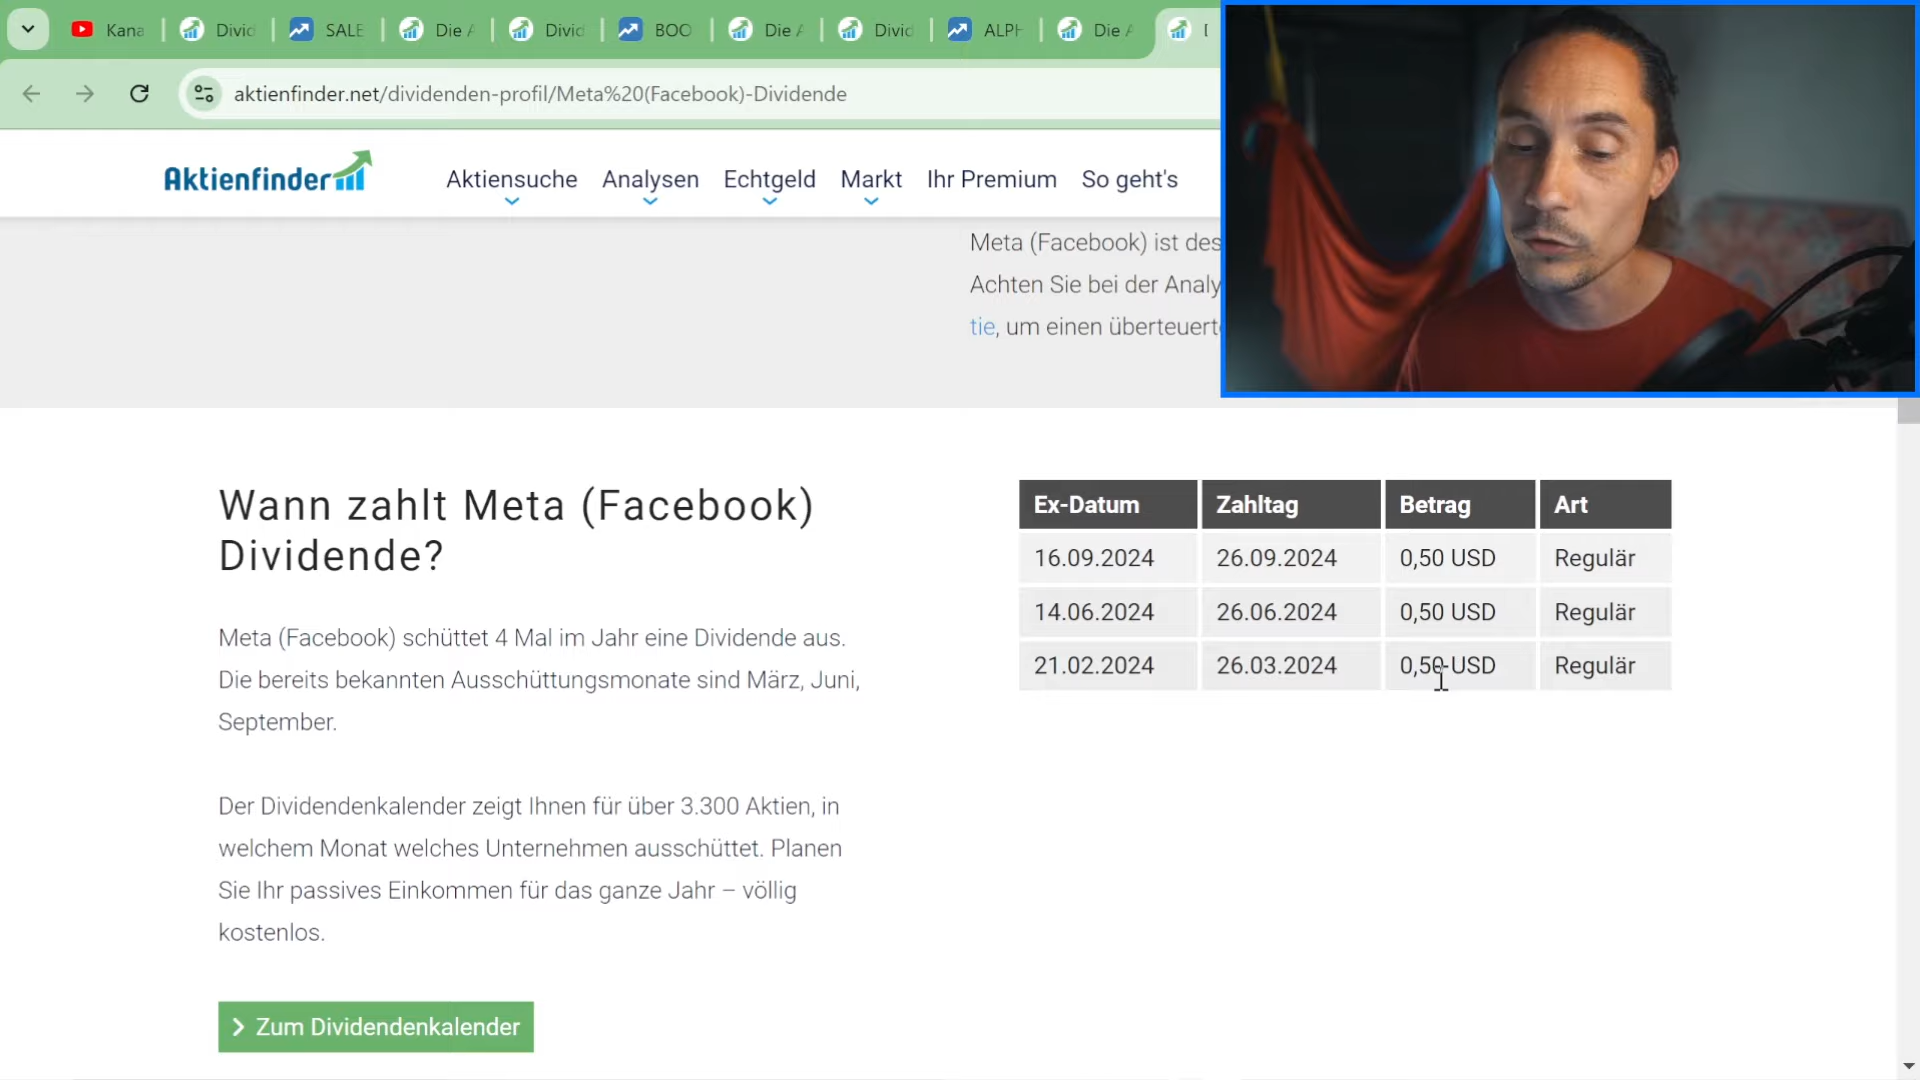 Kana
Divid
SALE
Die A
Divid
BOO
Die A
Divid
ALPH
Die A
D
aktienfinder.net/dividenden-profil/Meta%20(Facebook)-Dividende
Aktienfinder
Aktiensuche Analysen Echtgeld Markt Ihr Premium So geht's
Meta (Facebook) ist des
Achten Sie bei der Analy
tie, um einen überteuerte
Wann zahlt Meta (Facebook)
Dividende?
Meta (Facebook) schüttet 4 Mal im Jahr eine Dividende aus.
Die bereits bekannten Ausschüttungsmonate sind März, Juni,
September.
Der Dividendenkalender zeigt Ihnen für über 3.300 Aktien, in
welchem Monat welches Unternehmen ausschüttet. Planen
Sie Ihr passives Einkommen für das ganze Jahr – völlig
kostenlos.
Zum Dividendenkalender
Ex-Datum Zahltag Betrag Art
16.09.2024 26.09.2024 0,50 USD Regulär
14.06.2024 26.06.2024 0,50 USD Regulär
21.02.2024 26.03.2024 0,50 USD Regulär